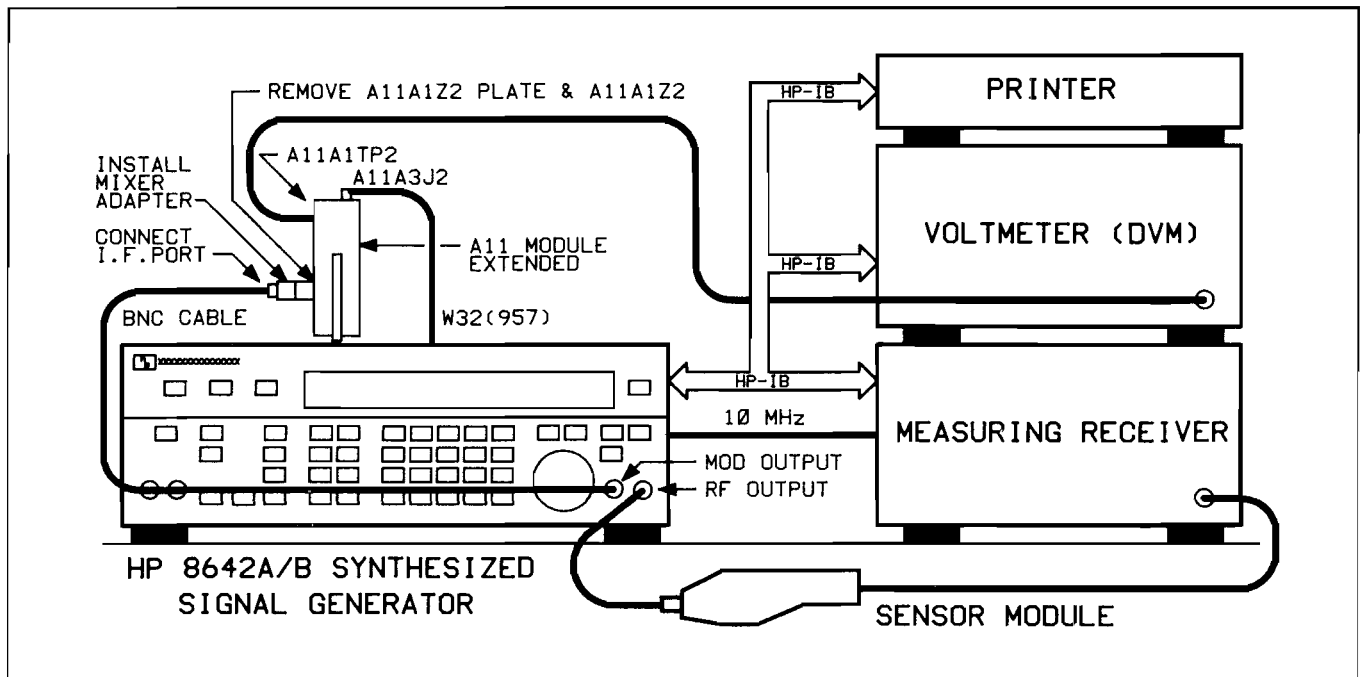 REMOVE A11A1Z2 PLATE & A11A1Z2
HP-IB
PRINTER
INSTALL
MIXER
ADAPTER
A11A1TP2
A11A3J2
CONNECT
I.F.PORT
A11 MODULE
EXTENDED
HP-IB
VOLTMETER (DVM)
BNC CABLE
W32(957)
hp xxxxxxxxxxxxxxx
HP-IB
10 MHz
MEASURING RECEIVER
MOD OUTPUT
RF OUTPUT
HP 8642A/B SYNTHESIZED
SIGNAL GENERATOR
SENSOR MODULE